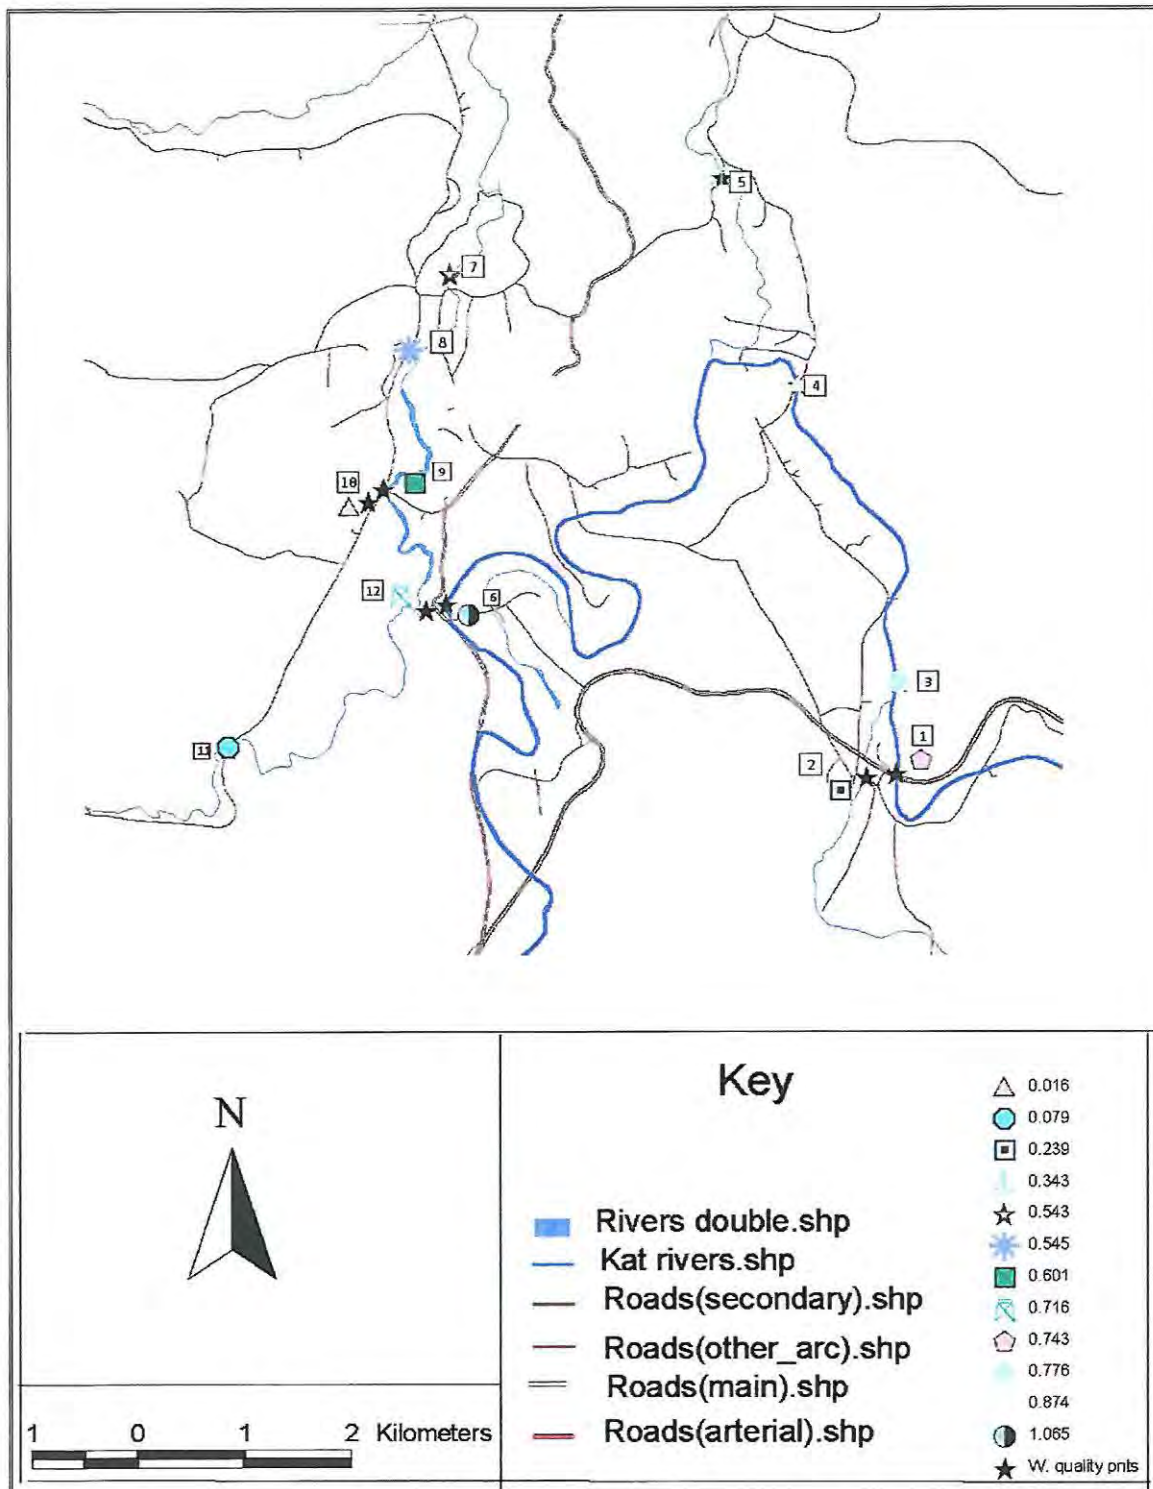 5
7
8
4
9
10
12
6
3
1
2
13
N
1 0 1 2 Kilometers
Key
Rivers double.shp
Kat rivers.shp
Roads(secondary).shp
Roads(other_arc).shp
Roads(main).shp
Roads(arterial).shp
0.016
0.079
0.239
0.343
0.543
0.545
0.601
0.716
0.743
0.776
0.874
1.065
W. quality pnts